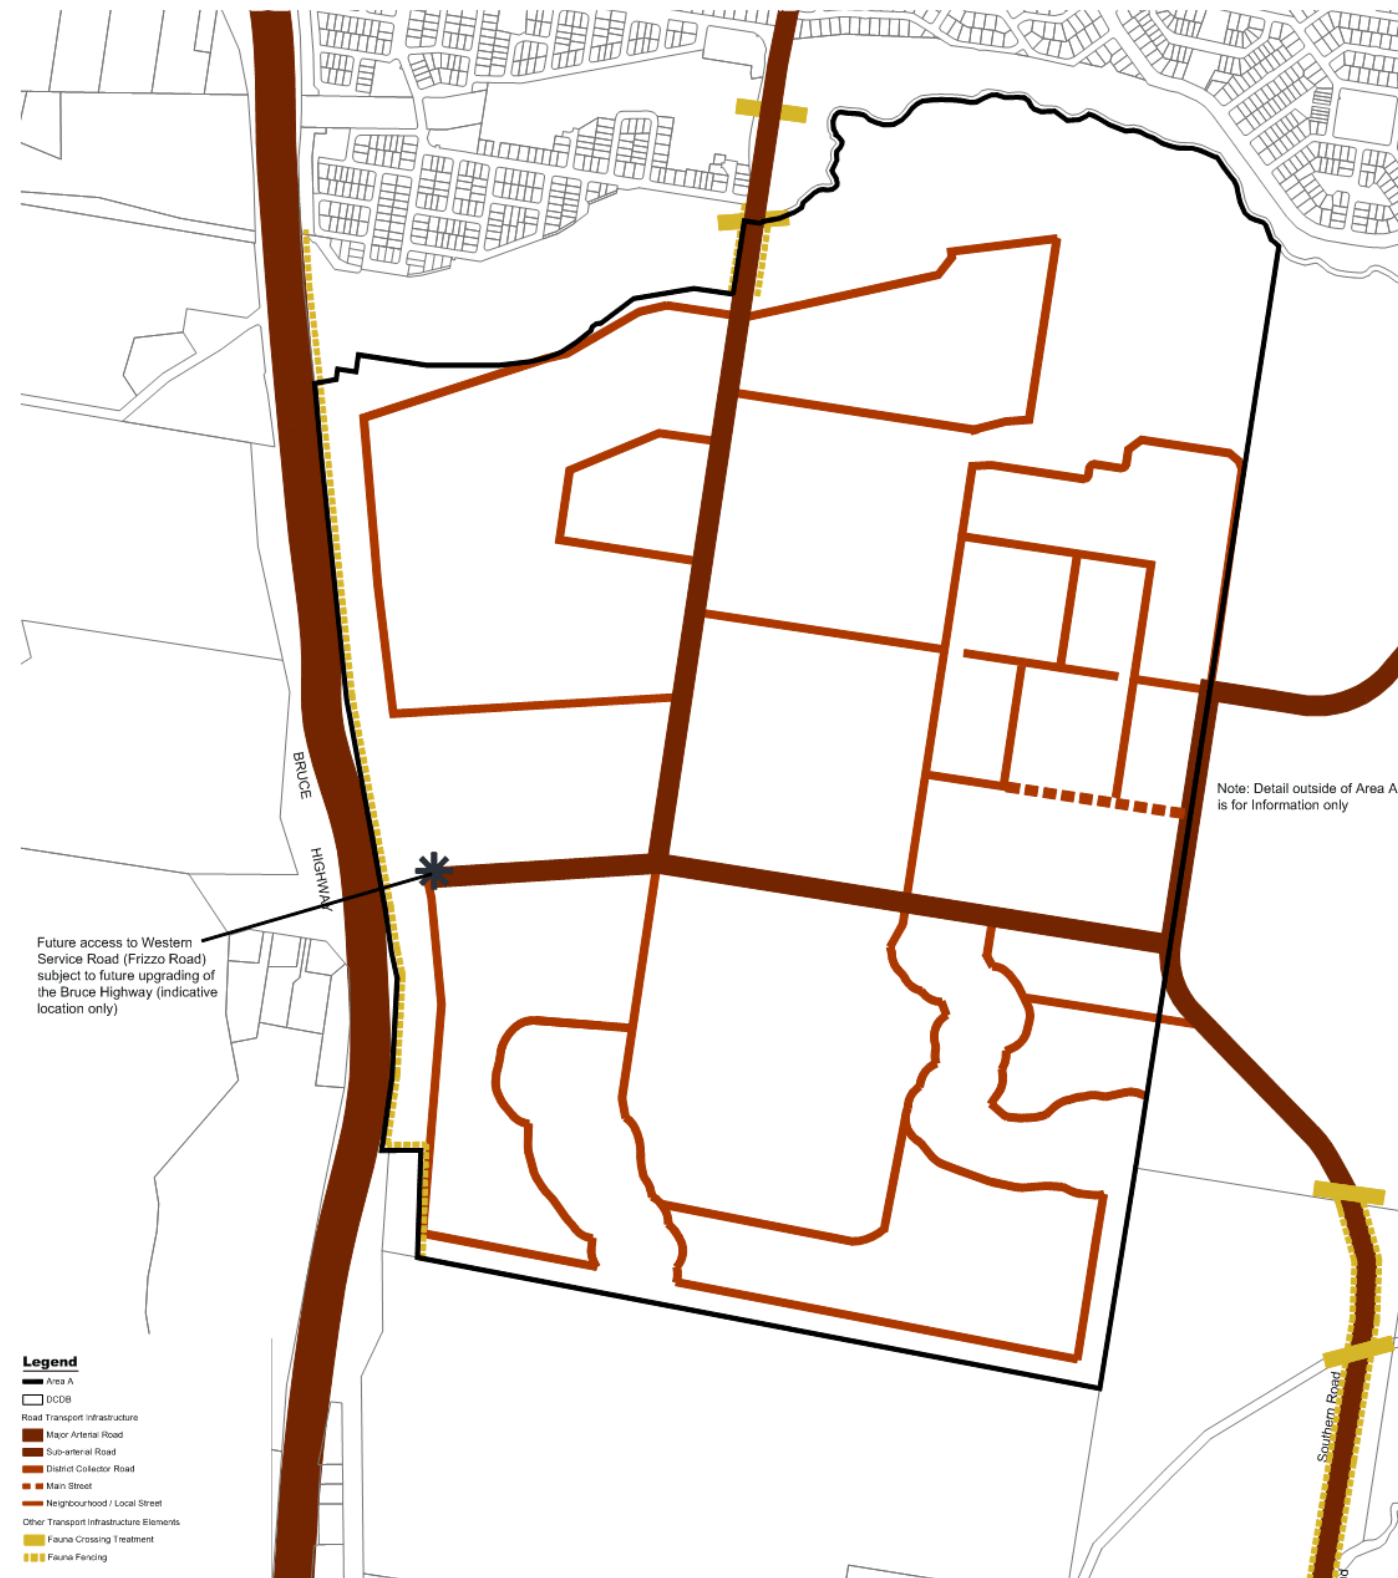 BRUCE
HIGHWAY
Note: Detail outside of Area A
is for Information only
Future access to Western
Service Road (Frizzo Road)
subject to future upgrading of
the Bruce Highway (indicative
location only)
Southern Road
Legend
Area A
DCDB
Road Transport Infrastructure
Major Arterial Road
Sub-arterial Road
District Collector Road
Main Street
Neighbourhood / Local Street
Other Transport Infrastructure Elements
Fauna Crossing Treatment
Fauna Fencing